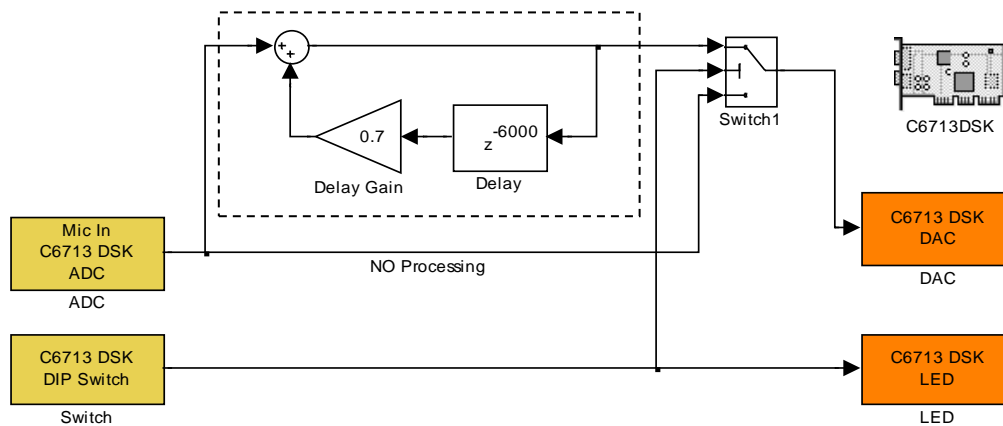 +
+
0.7
z
-6000
Delay Gain
Delay
Switch1
C6713DSK
Mic In
C6713 DSK
ADC
ADC
NO Processing
C6713 DSK
DAC
DAC
C6713 DSK
DIP Switch
Switch
C6713 DSK
LED
LED